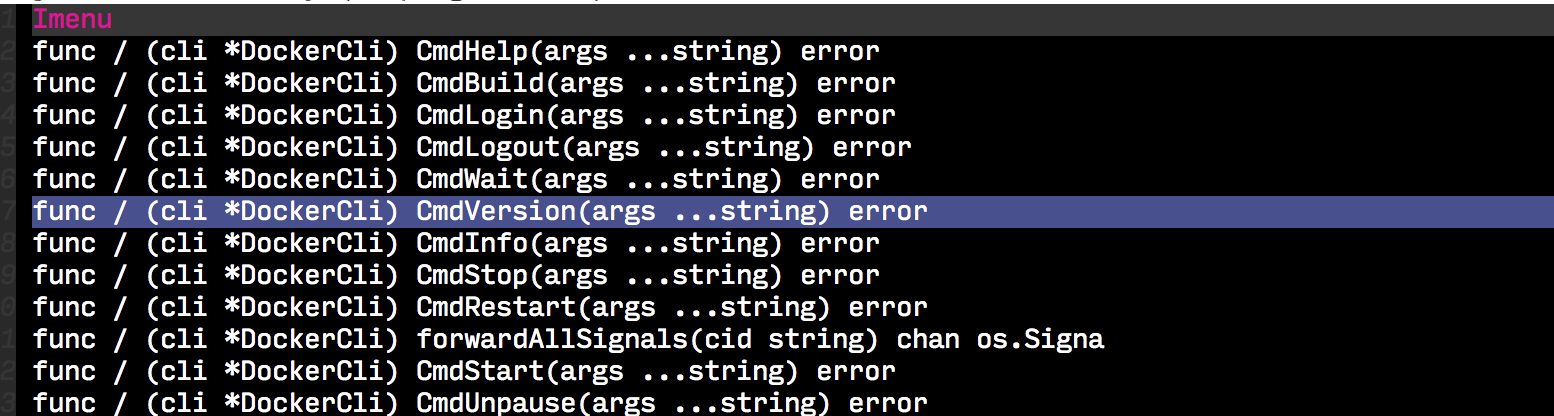 1 Imenu
2 func / (cli *DockerCli) CmdHelp(args ...string) error
3 func / (cli *DockerCli) CmdBuild(args ...string) error
4 func / (cli *DockerCli) CmdLogin(args ...string) error
5 func / (cli *DockerCli) CmdLogout(args ...string) error
6 func / (cli *DockerCli) CmdWait(args ...string) error
7 func / (cli *DockerCli) CmdVersion(args ...string) error
8 func / (cli *DockerCli) CmdInfo(args ...string) error
9 func / (cli *DockerCli) CmdStop(args ...string) error
0 func / (cli *DockerCli) CmdRestart(args ...string) error
1 func / (cli *DockerCli) forwardAllSignals(cid string) chan os.Signa
2 func / (cli *DockerCli) CmdStart(args ...string) error
3 func / (cli *DockerCli) CmdUnpause(args ...string) error